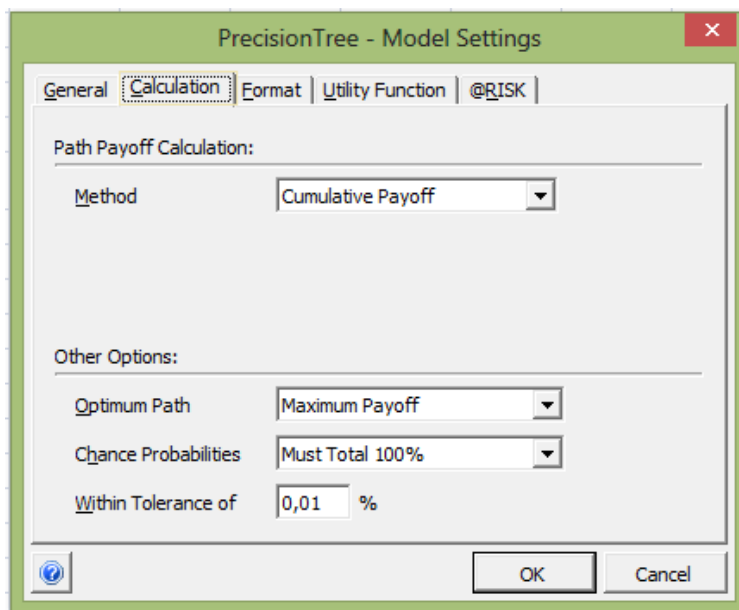 PrecisionTree - Model Settings
General Calculation Format Utility Function @RISK
Path Payoff Calculation:
Method Cumulative Payoff
Other Options:
Optimum Path Maximum Payoff
Chance Probabilities Must Total 100%
Within Tolerance of 0,01 %
OK Cancel